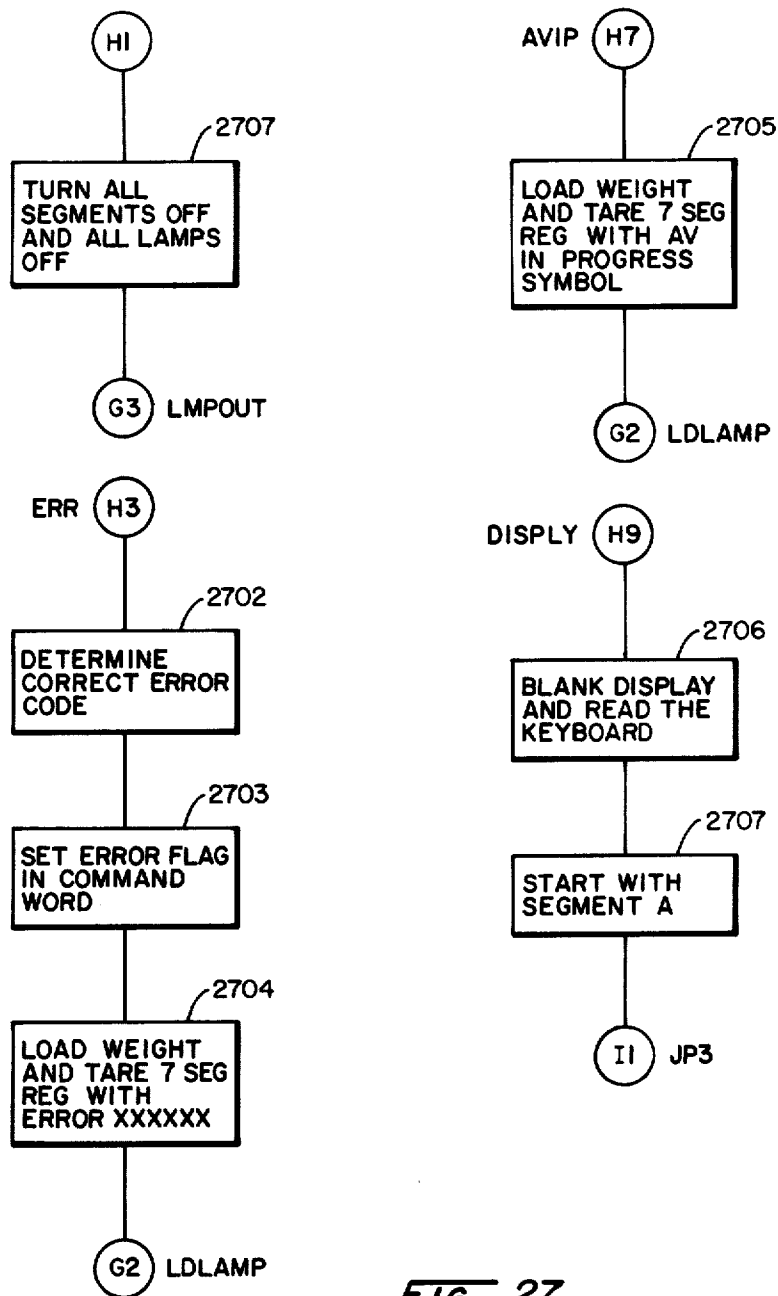 H1
2707
TURN ALL
SEGMENTS OFF
AND ALL LAMPS
OFF
G3 LMPOUT
ERR H3
2702
DETERMINE
CORRECT ERROR
CODE
2703
SET ERROR FLAG
IN COMMAND
WORD
2704
LOAD WEIGHT
AND TARE 7 SEG
REG WITH
ERROR XXXXXX
G2 LDLAMP
AVIP H7
2705
LOAD WEIGHT
AND TARE 7 SEG
REG WITH AV
IN PROGRESS
SYMBOL
G2 LDLAMP
DISPLY H9
2706
BLANK DISPLAY
AND READ THE
KEYBOARD
2707
START WITH
SEGMENT A
I1 JP3
FIG 27